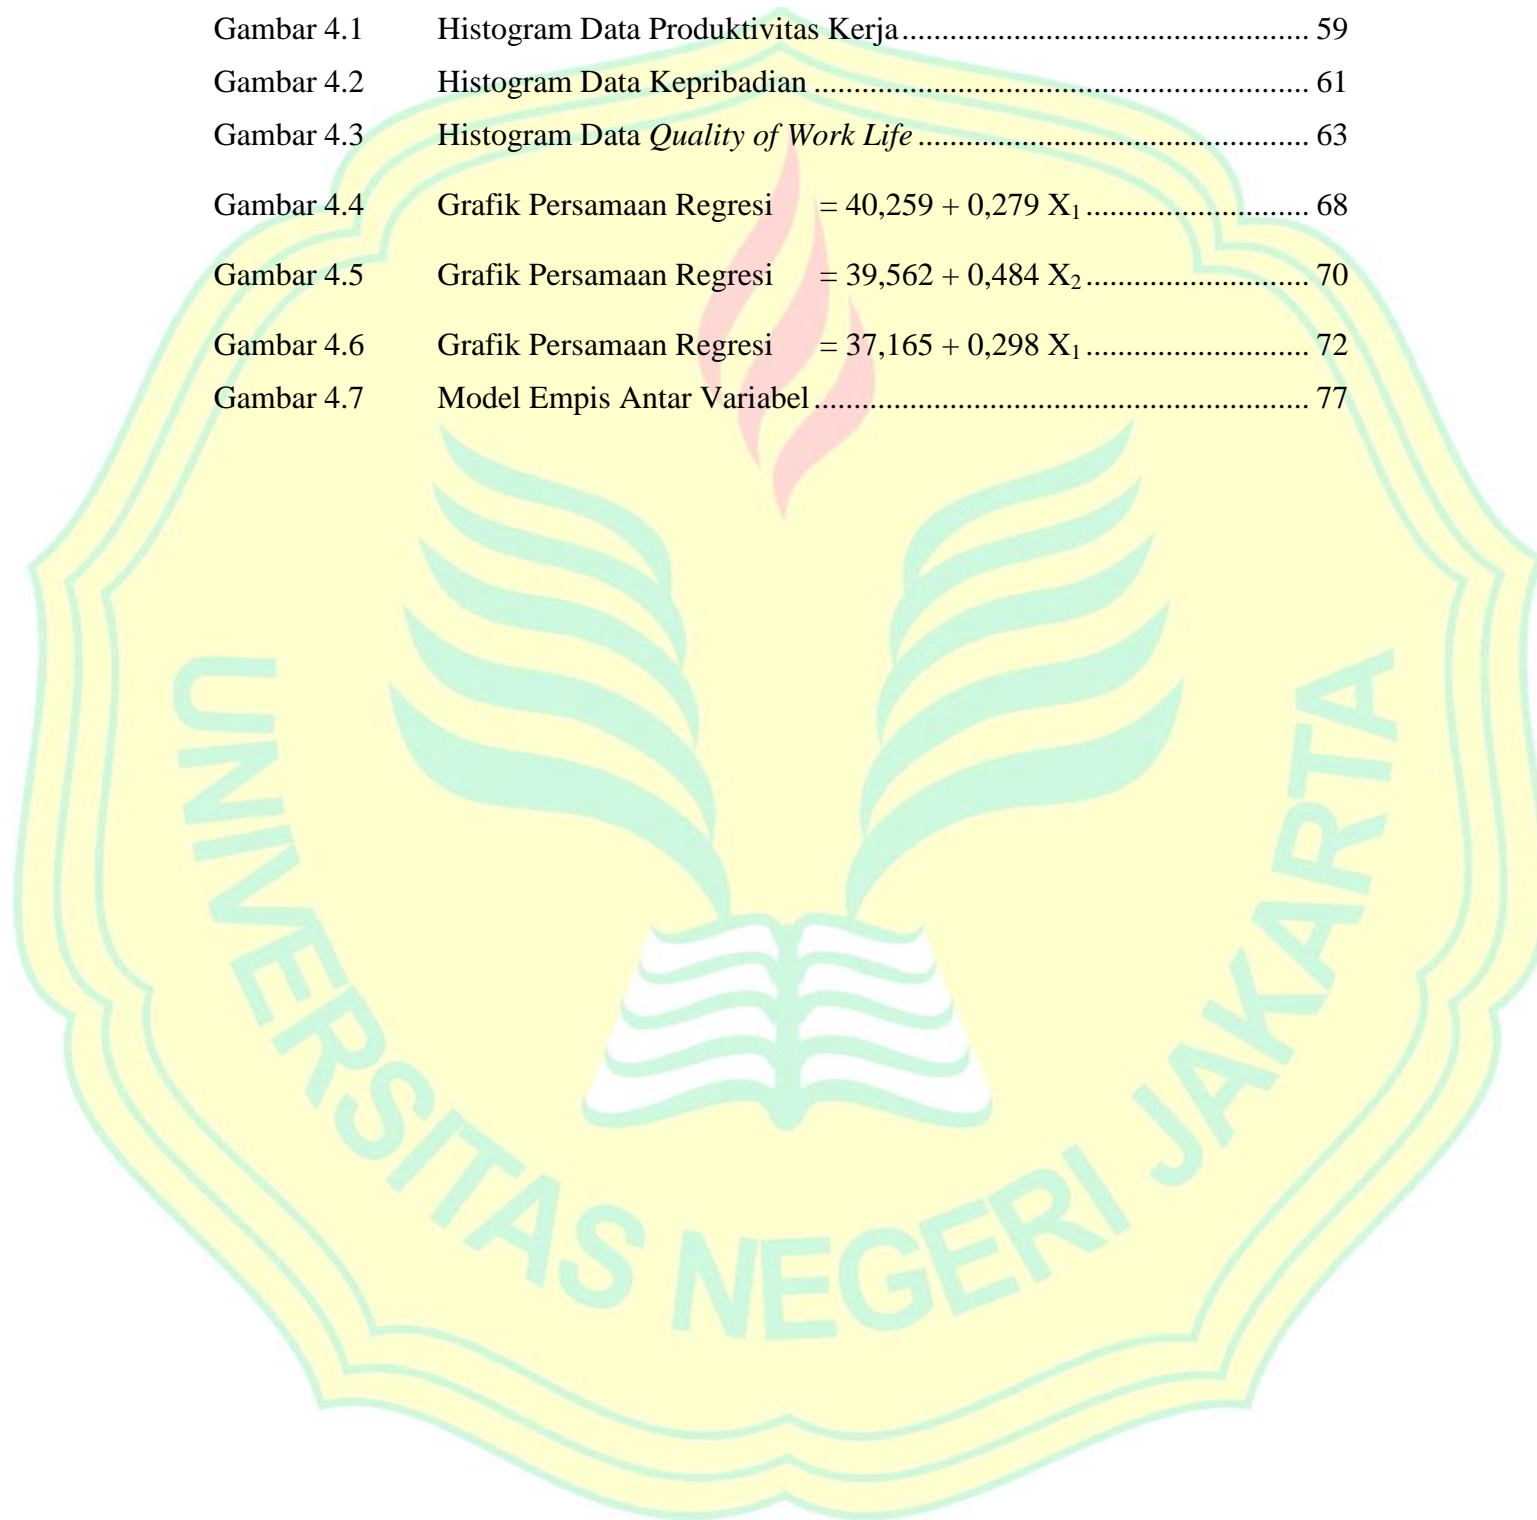 Gambar 4.1 Histogram Data Produktivitas Kerja.................................................. 59
Gambar 4.2 Histogram Data Kepribadian ............................................................. 61
Gambar 4.3 Histogram Data Quality of Work Life ................................................ 63
Gambar 4.4 Grafik Persamaan Regresi = 40,259 + 0,279 X₁ ........................... 68
Gambar 4.5 Grafik Persamaan Regresi = 39,562 + 0,484 X₂ ........................... 70
Gambar 4.6 Grafik Persamaan Regresi = 37,165 + 0,298 X₁ ........................... 72
Gambar 4.7 Model Empis Antar Variabel............................................................. 77
UNIVERSITAS NEGERI JAKARTA